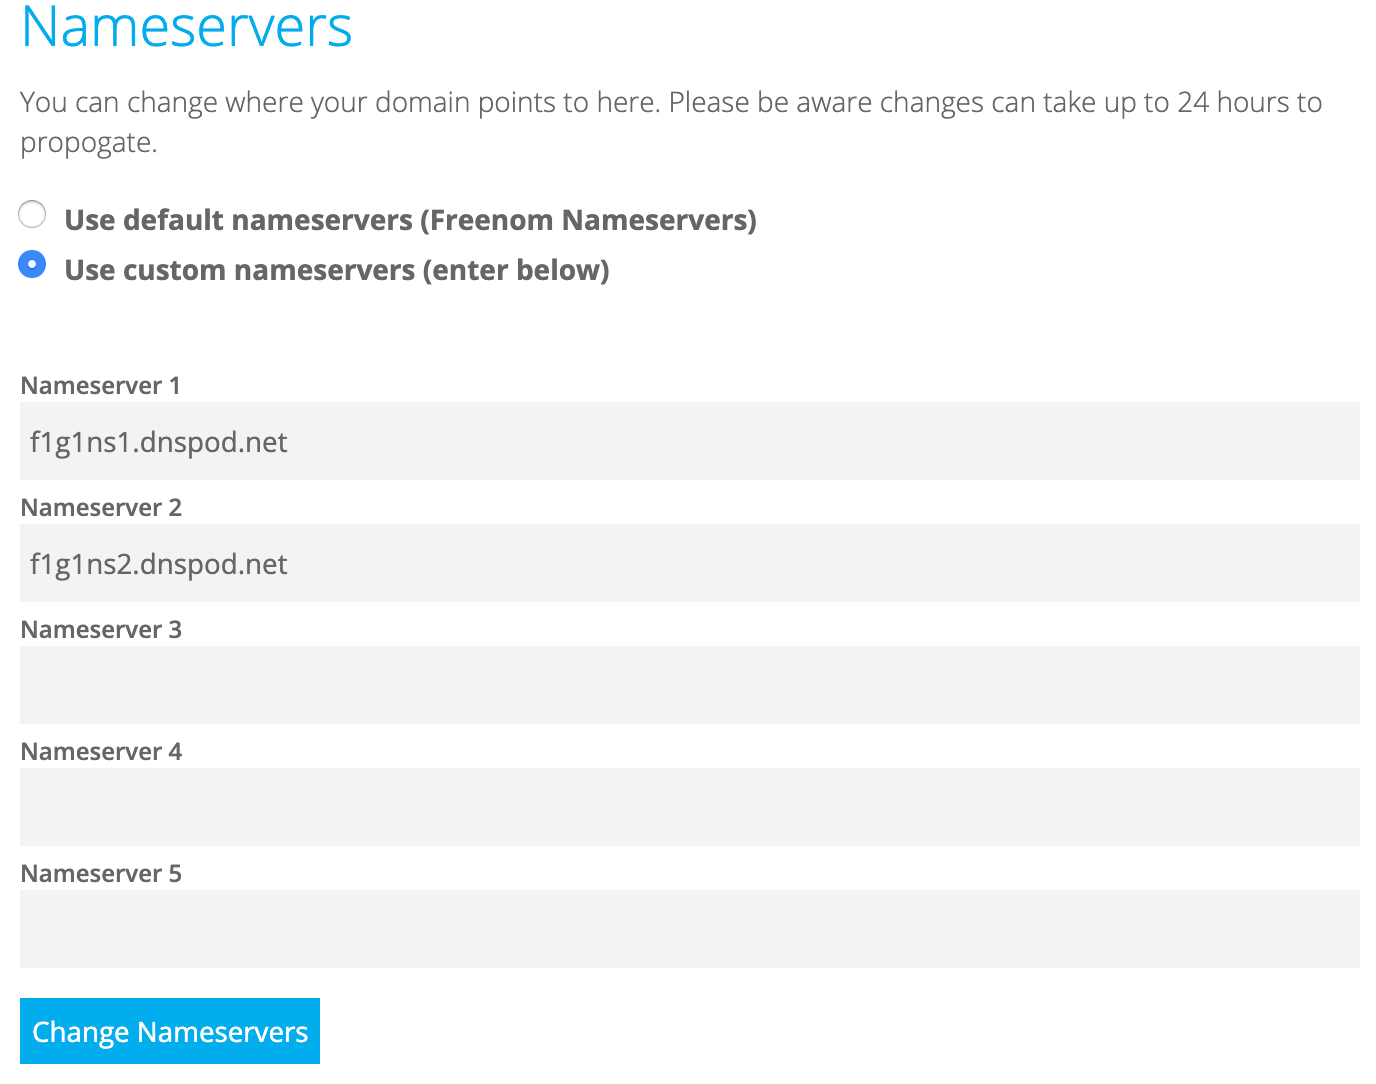 Nameservers
You can change where your domain points to here. Please be aware changes can take up to 24 hours to
propogate.
Use default nameservers (Freenom Nameservers)
Use custom nameservers (enter below)
Nameserver 1
f1g1ns1.dnspod.net
Nameserver 2
f1g1ns2.dnspod.net
Nameserver 3
Nameserver 4
Nameserver 5
Change Nameservers